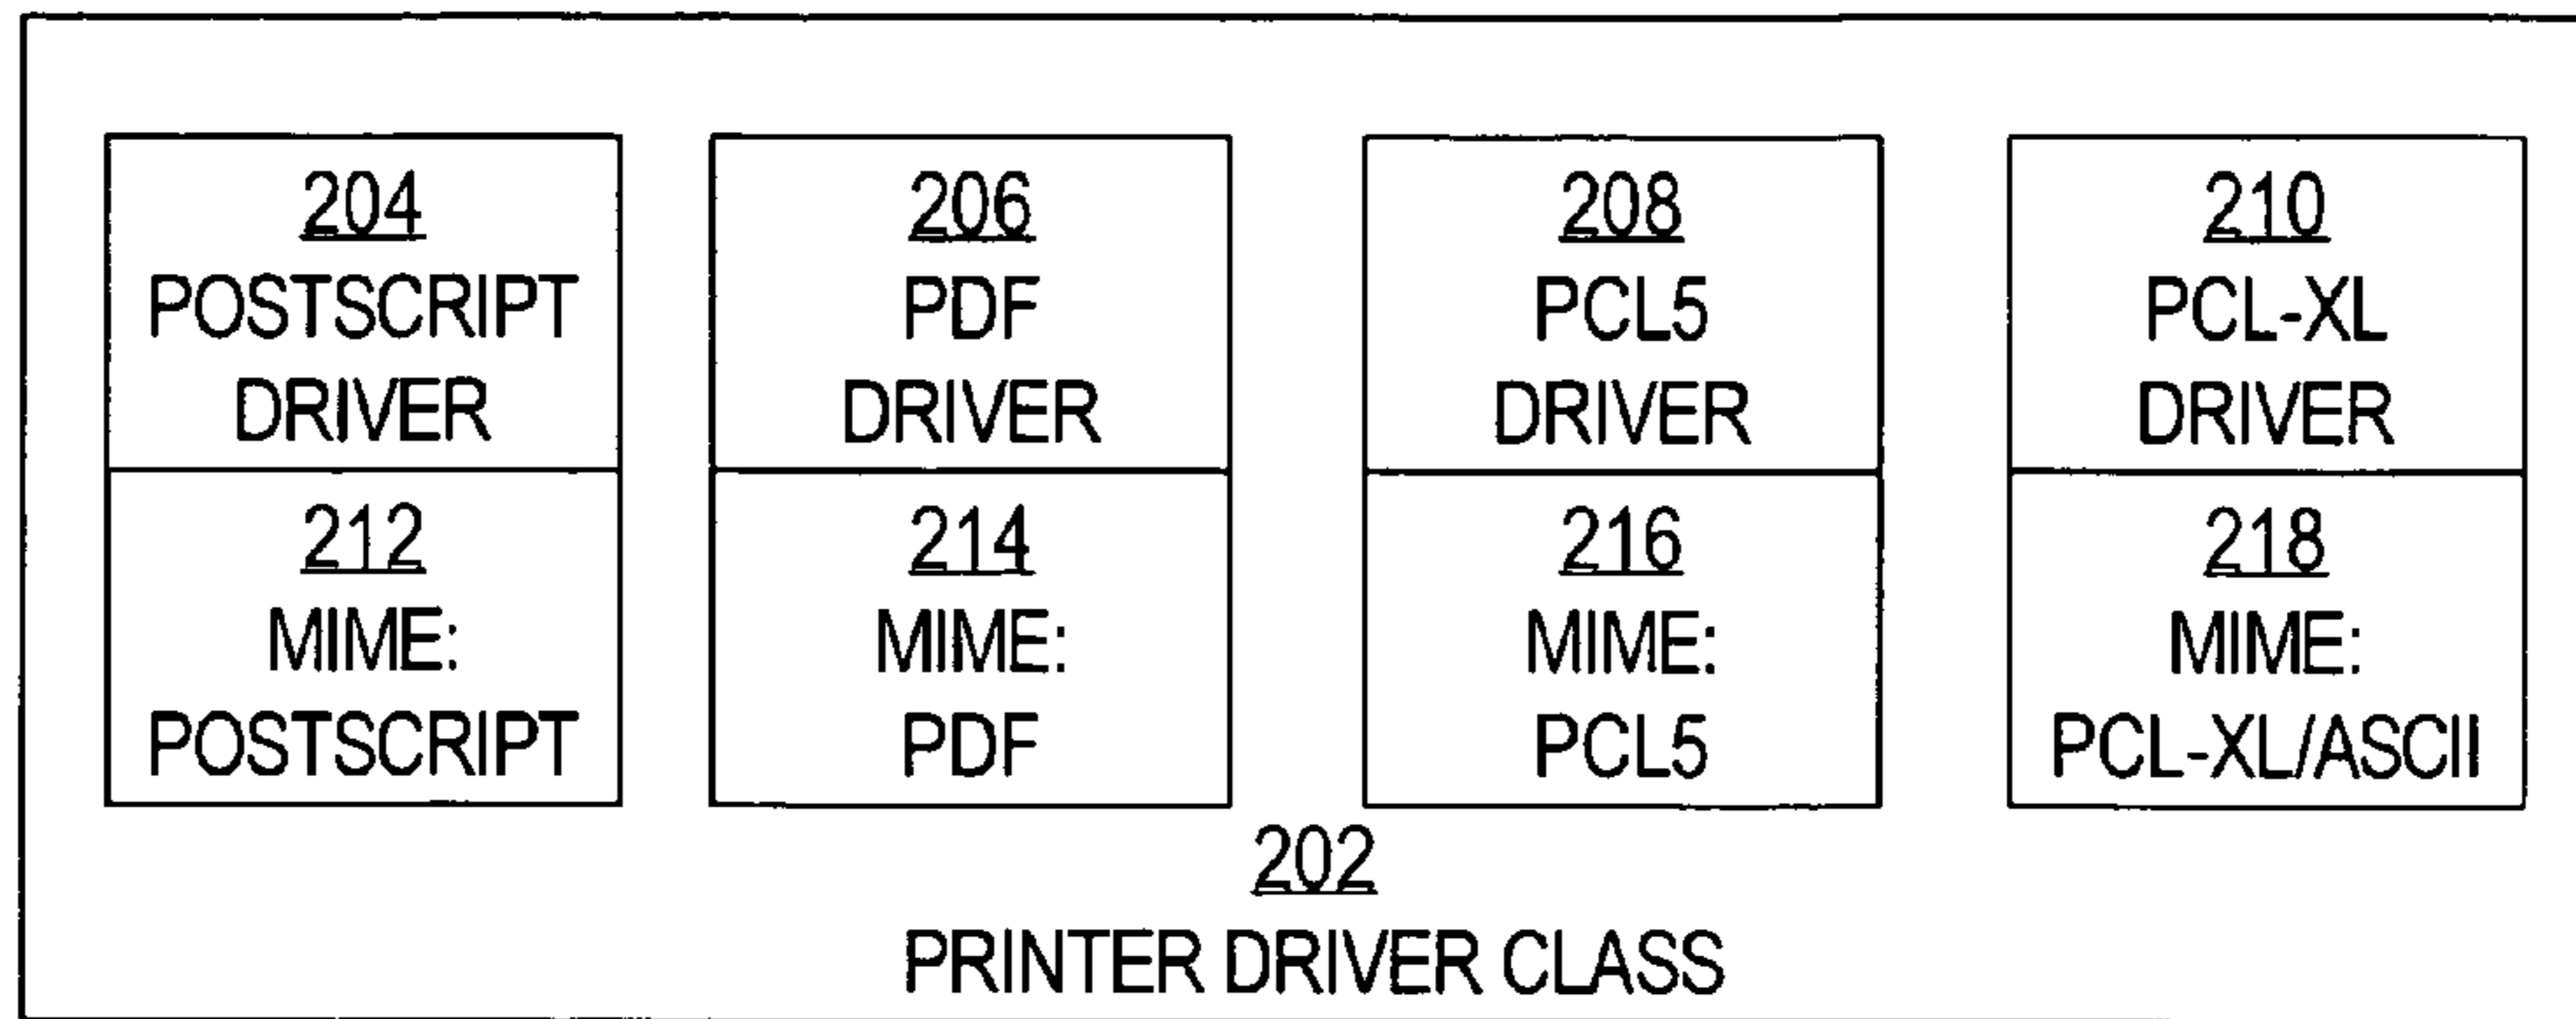 204
POSTSCRIPT
DRIVER
212
MIME:
POSTSCRIPT
206
PDF
DRIVER
214
MIME:
PDF
208
PCL5
DRIVER
216
MIME:
PCL5
210
PCL-XL
DRIVER
218
MIME:
PCL-XL/ASCII
202
PRINTER DRIVER CLASS